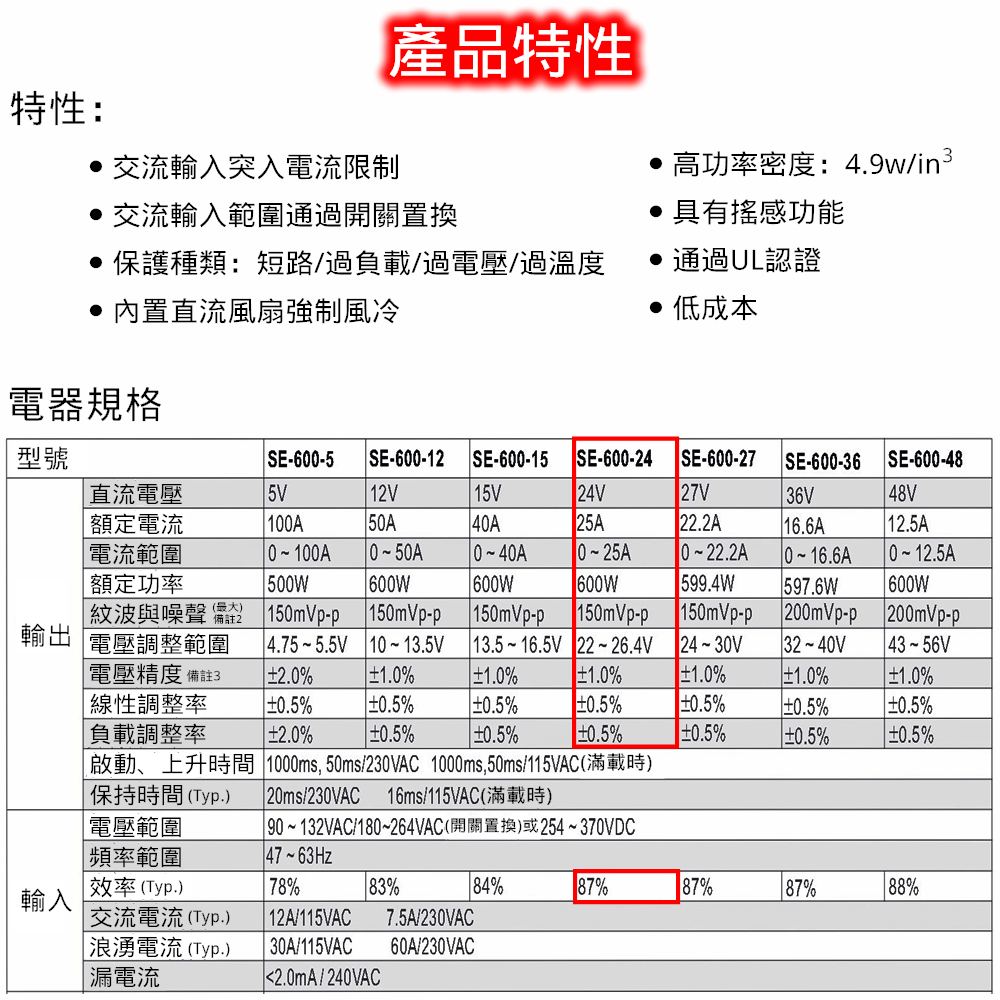 產品特性
特性：
● 交流輸入突入電流限制
● 高功率密度：4.9w/in³
● 交流輸入範圍通過開關置換
● 具有搖感功能
● 保護種類：短路/過負載/過電壓/過溫度
● 通過UL認證
● 內置直流風扇強制風冷
● 低成本
電器規格
型號 SE-600-5 SE-600-12 SE-600-15 SE-600-24 SE-600-27 SE-600-36 SE-600-48
輸出
直流電壓 5V 12V 15V 24V 27V 36V 48V
額定電流 100A 50A 40A 25A 22.2A 16.6A 12.5A
電流範圍 0~100A 0~50A 0~40A 0~25A 0~22.2A 0~16.6A 0~12.5A
額定功率 500W 600W 600W 600W 599.4W 597.6W 600W
紋波與噪聲 (最大) 備註2 150mVp-p 150mVp-p 150mVp-p 150mVp-p 150mVp-p 200mVp-p 200mVp-p
電壓調整範圍 4.75~5.5V 10~13.5V 13.5~16.5V 22~26.4V 24~30V 32~40V 43~56V
電壓精度 備註3 ±2.0% ±1.0% ±1.0% ±1.0% ±1.0% ±1.0% ±1.0%
線性調整率 ±0.5% ±0.5% ±0.5% ±0.5% ±0.5% ±0.5% ±0.5%
負載調整率 ±2.0% ±0.5% ±0.5% ±0.5% ±0.5% ±0.5% ±0.5%
啟動、上升時間 1000ms, 50ms/230VAC 1000ms,50ms/115VAC(滿載時)
保持時間 (Typ.) 20ms/230VAC 16ms/115VAC(滿載時)
輸入
電壓範圍 90~132VAC/180~264VAC(開關置換)或254~370VDC
頻率範圍 47~63Hz
效率 (Typ.) 78% 83% 84% 87% 87% 87% 88%
交流電流 (Typ.) 12A/115VAC 7.5A/230VAC
浪湧電流 (Typ.) 30A/115VAC 60A/230VAC
漏電流 <2.0mA/240VAC